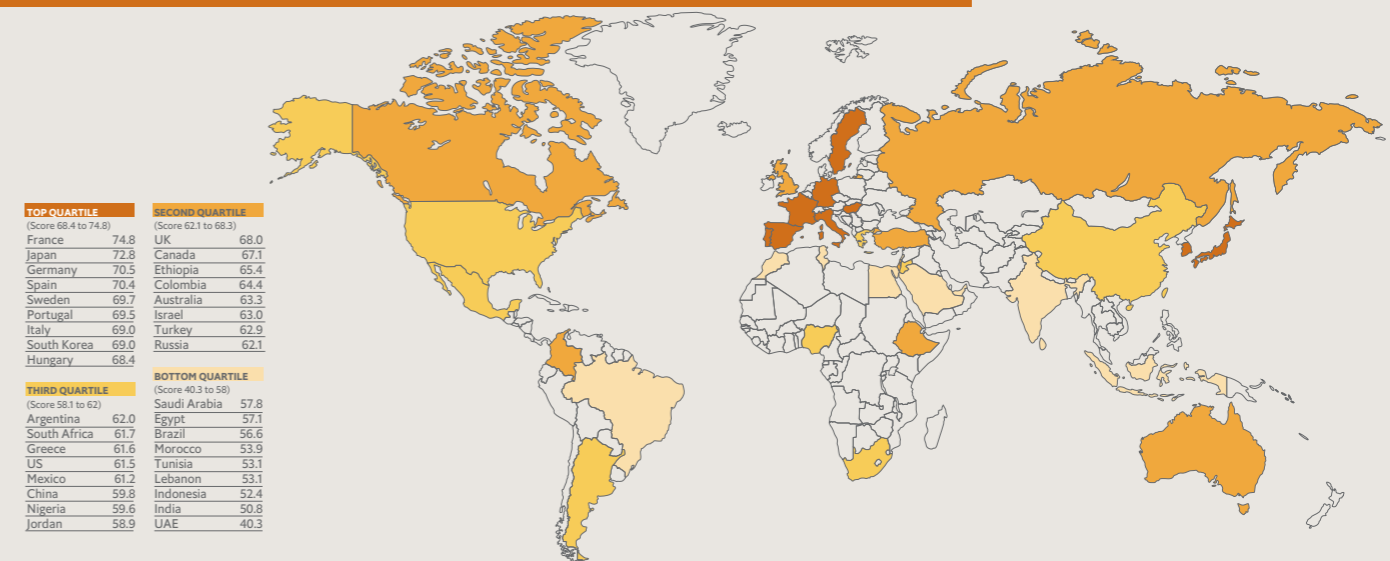 TOP QUARTILE
(Score 68.4 to 74.8)
France 74.8
Japan 72.8
Germany 70.5
Spain 70.4
Sweden 69.7
Portugal 69.5
Italy 69.0
South Korea 69.0
Hungary 68.4
SECOND QUARTILE
(Score 62.1 to 68.3)
UK 68.0
Canada 67.1
Ethiopia 65.4
Colombia 64.4
Australia 63.3
Israel 63.0
Turkey 62.9
Russia 62.1
THIRD QUARTILE
(Score 58.1 to 62)
Argentina 62.0
South Africa 61.7
Greece 61.6
US 61.5
Mexico 61.2
China 59.8
Nigeria 59.6
Jordan 58.9
BOTTOM QUARTILE
(Score 40.3 to 58)
Saudi Arabia 57.8
Egypt 57.1
Brazil 56.6
Morocco 53.9
Tunisia 53.1
Lebanon 53.1
Indonesia 52.4
India 50.8
UAE 40.3